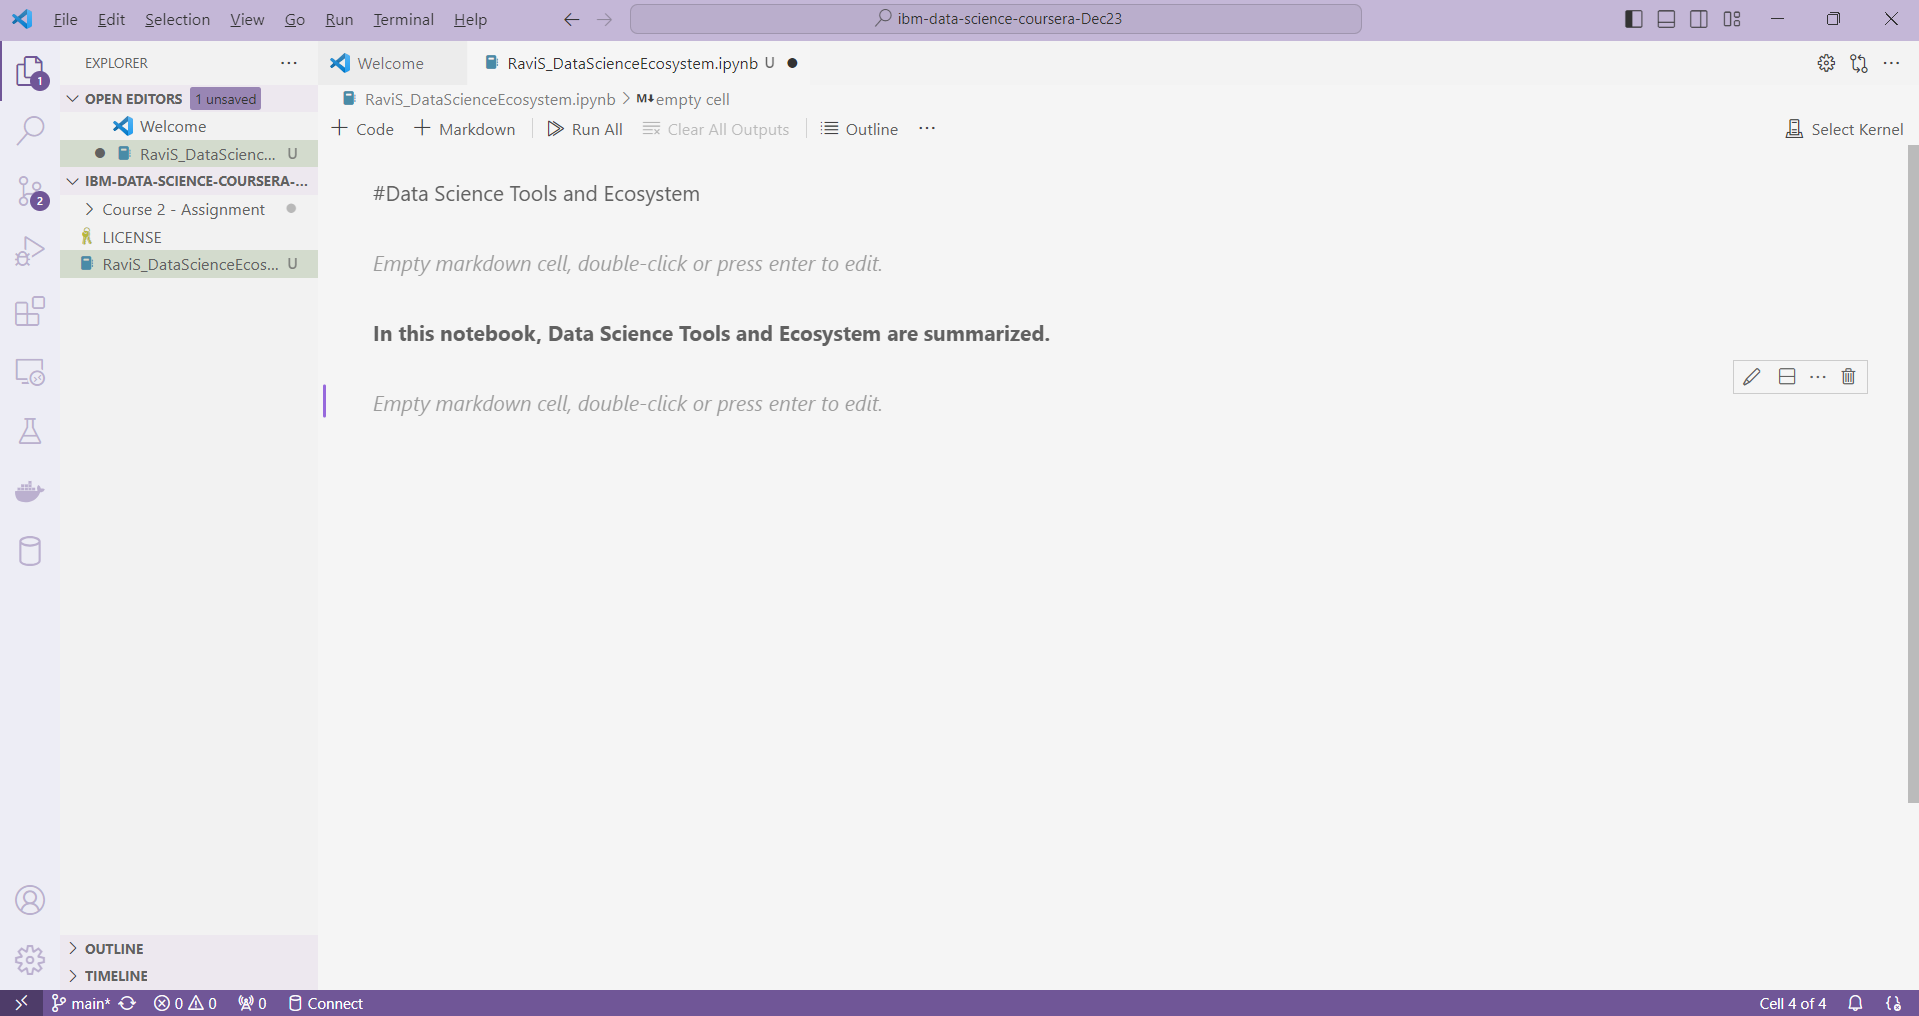 File Edit Selection View Go Run Terminal Help ibm-data-science-coursera-Dec23
EXPLORER
Welcome
RaviS_DataScienceEcosystem.ipynb U
OPEN EDITORS 1 unsaved
Welcome
RaviS_DataScienc... U
IBM-DATA-SCIENCE-COURSERA-...
Course 2 - Assignment
LICENSE
RaviS_DataScienceEcos... U
OUTLINE
TIMELINE
RaviS_DataScienceEcosystem.ipynb > M↓ empty cell
+ Code + Markdown Run All Clear All Outputs Outline ... Select Kernel
#Data Science Tools and Ecosystem
Empty markdown cell, double-click or press enter to edit.
In this notebook, Data Science Tools and Ecosystem are summarized.
Empty markdown cell, double-click or press enter to edit.
1
2
main* 0 0 0 Connect Cell 4 of 4